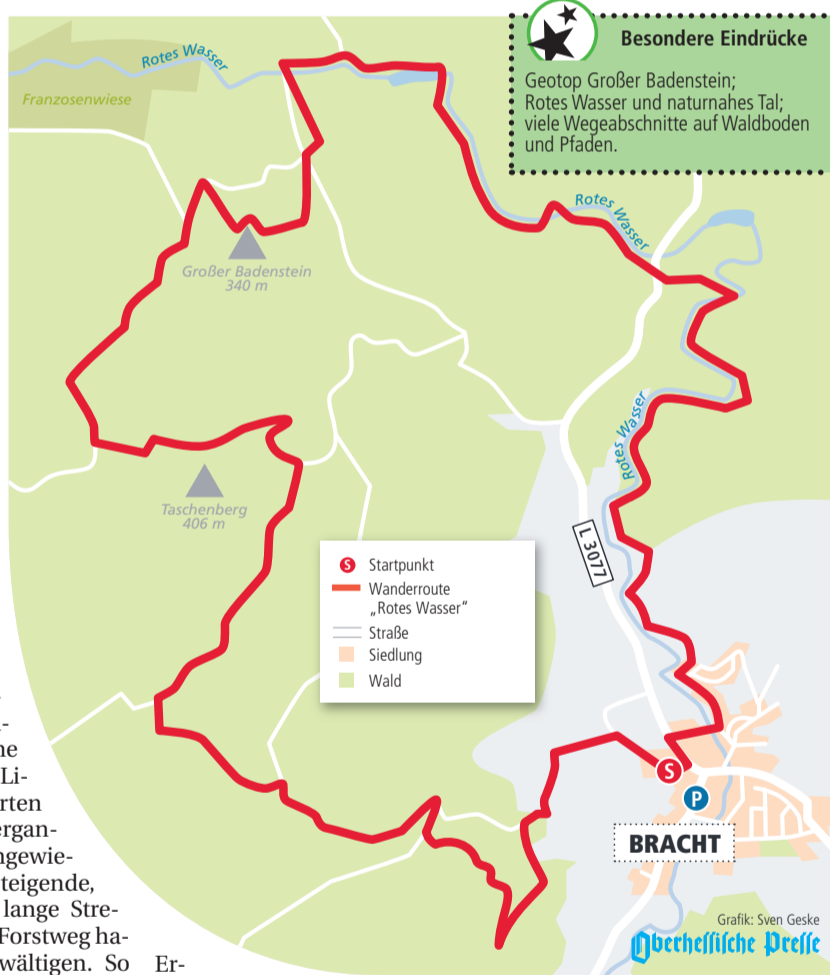 Besondere Eindrücke
Geotop Großer Badenstein;
Rotes Wasser und naturnahes Tal;
viele Wegeabschnitte auf Waldboden
und Pfaden.
Rotes Wasser
Franzosenwiese
Rotes Wasser
Großer Badenstein
340 m
Rotes Wasser
Taschenberg
406 m
L 3077
S Startpunkt
Wanderroute
„Rotes Wasser“
Straße
Siedlung
Wald
S
P
BRACHT
Grafik: Sven Geske
Oberhessische Presse
ne
Li-
rten
ergan-
ngewie-
teigende,
lange Stre-
Forstweg ha-
wältigen. So Er-